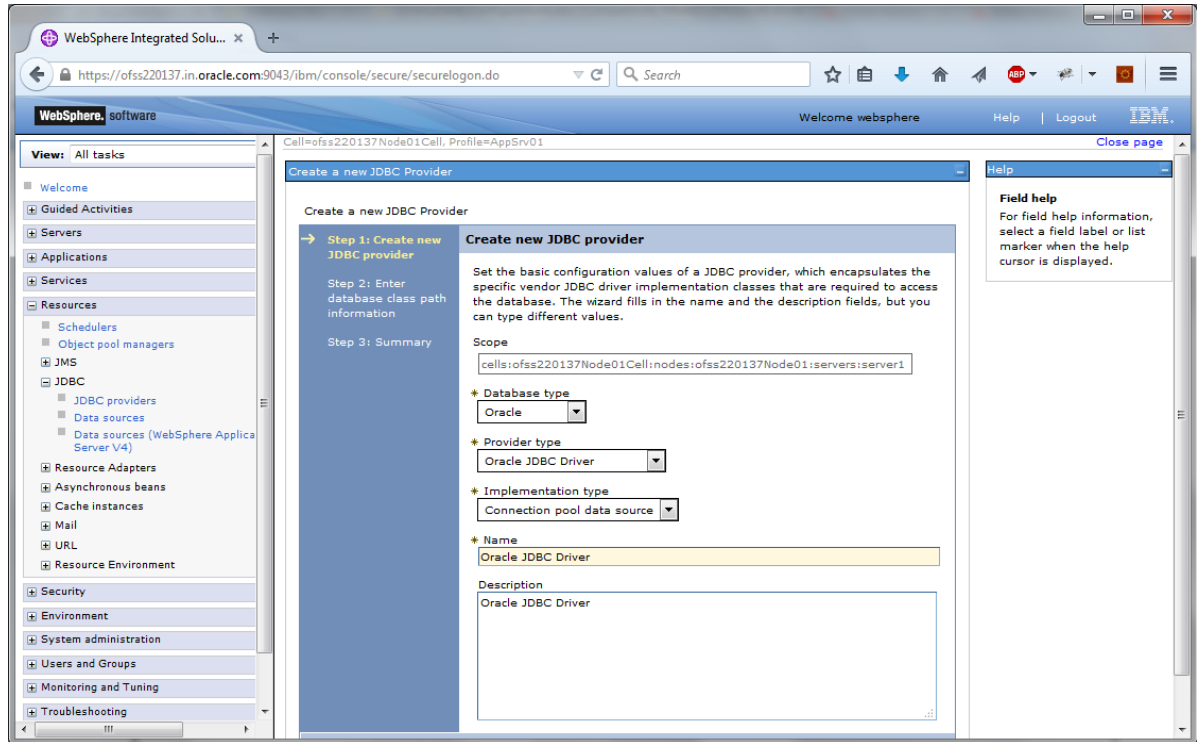 WebSphere Integrated Solu...
https://ofss220137.in.oracle.com:9043/ibm/console/secure/securelogon.do
Search
ABP
WebSphere. software
Welcome websphere
Help | Logout
IBM.
View: All tasks
Welcome
Guided Activities
Servers
Applications
Services
Resources
Schedulers
Object pool managers
JMS
JDBC
JDBC providers
Data sources
Data sources (WebSphere Applica
Server V4)
Resource Adapters
Asynchronous beans
Cache instances
Mail
URL
Resource Environment
Security
Environment
System administration
Users and Groups
Monitoring and Tuning
Troubleshooting
Cell=ofss220137Node01Cell, Profile=AppSrv01
Close page
Create a new JDBC Provider
Create a new JDBC Provider
Step 1: Create new
JDBC provider
Step 2: Enter
database class path
information
Step 3: Summary
Create new JDBC provider
Set the basic configuration values of a JDBC provider, which encapsulates the
specific vendor JDBC driver implementation classes that are required to access
the database. The wizard fills in the name and the description fields, but you
can type different values.
Scope
cells:ofss220137Node01Cell:nodes:ofss220137Node01:servers:server1
* Database type
Oracle
* Provider type
Oracle JDBC Driver
* Implementation type
Connection pool data source
* Name
Oracle JDBC Driver
Description
Oracle JDBC Driver
Help
Field help
For field help information,
select a field label or list
marker when the help
cursor is displayed.